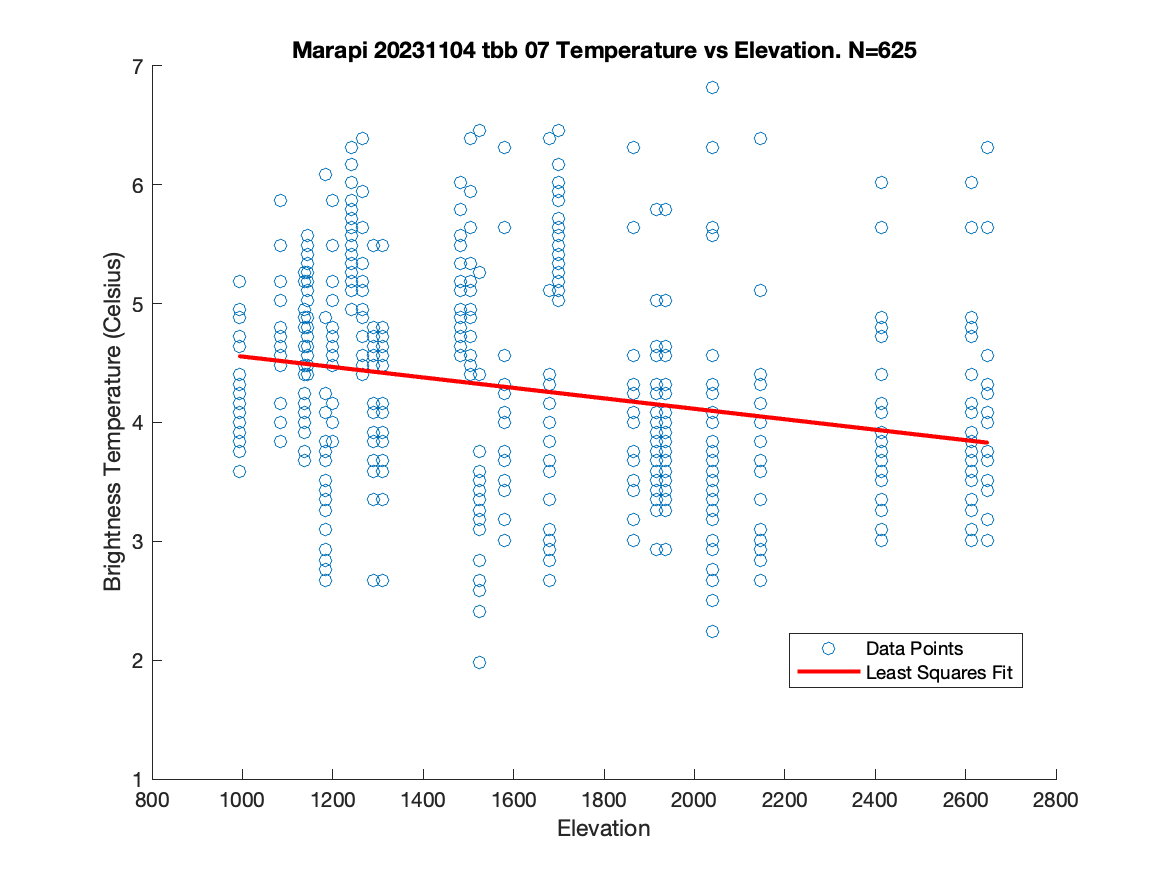 Marapi 20231104 tbb 07 Temperature vs Elevation. N=625
7
6
5
4
3
2
1
Brightness Temperature (Celsius)
Data Points
Least Squares Fit
800 1000 1200 1400 1600 1800 2000 2200 2400 2600 2800
Elevation